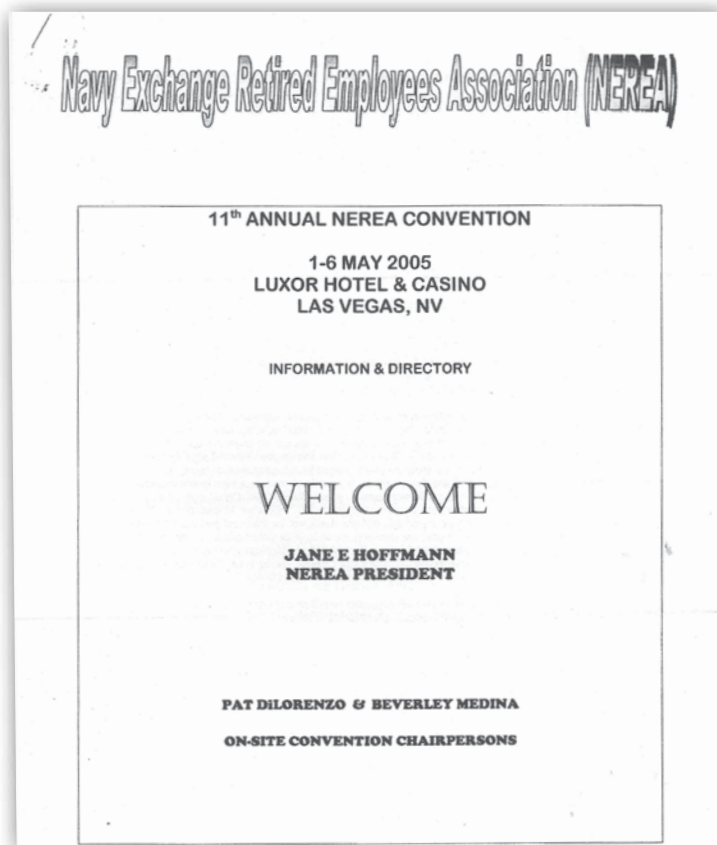 Navy Exchange Retired Employees Association (NEREA)
11th ANNUAL NEREA CONVENTION
1-6 MAY 2005
LUXOR HOTEL & CASINO
LAS VEGAS, NV
INFORMATION & DIRECTORY
WELCOME
JANE E HOFFMANN
NEREA PRESIDENT
PAT DiLORENZO & BEVERLEY MEDINA
ON-SITE CONVENTION CHAIRPERSONS